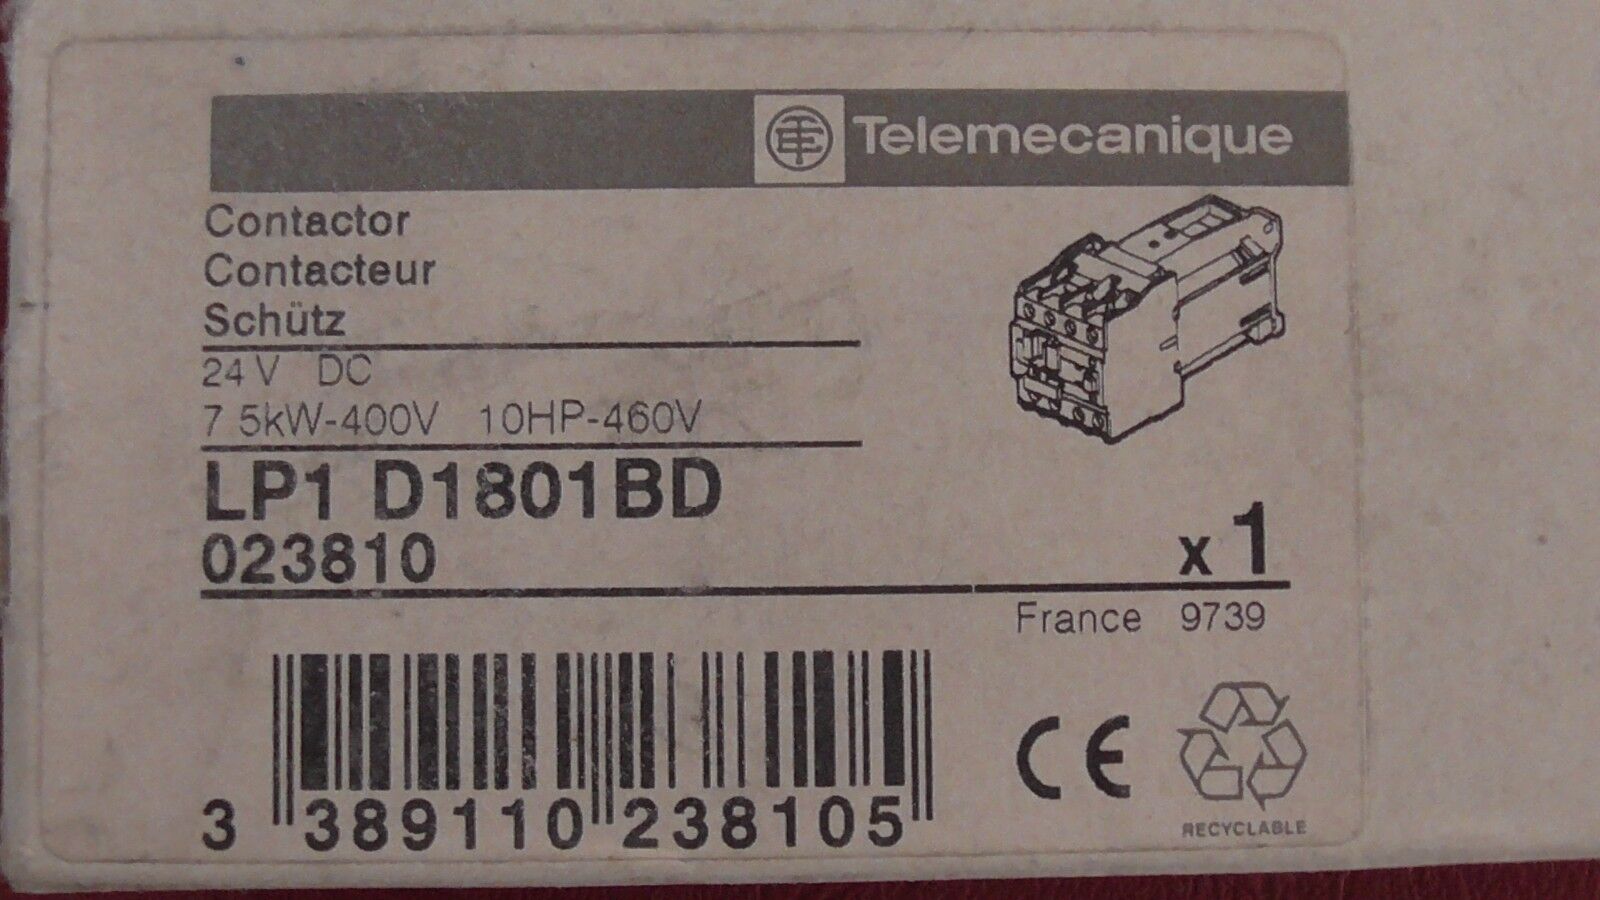 Telemecanique
Contactor
Contacteur
Schütz
24 V DC
7 5kW-400V 10HP-460V
LP1 D1801BD
023810
x 1
France 9739
3 389110 238105
CE
RECYCLABLE